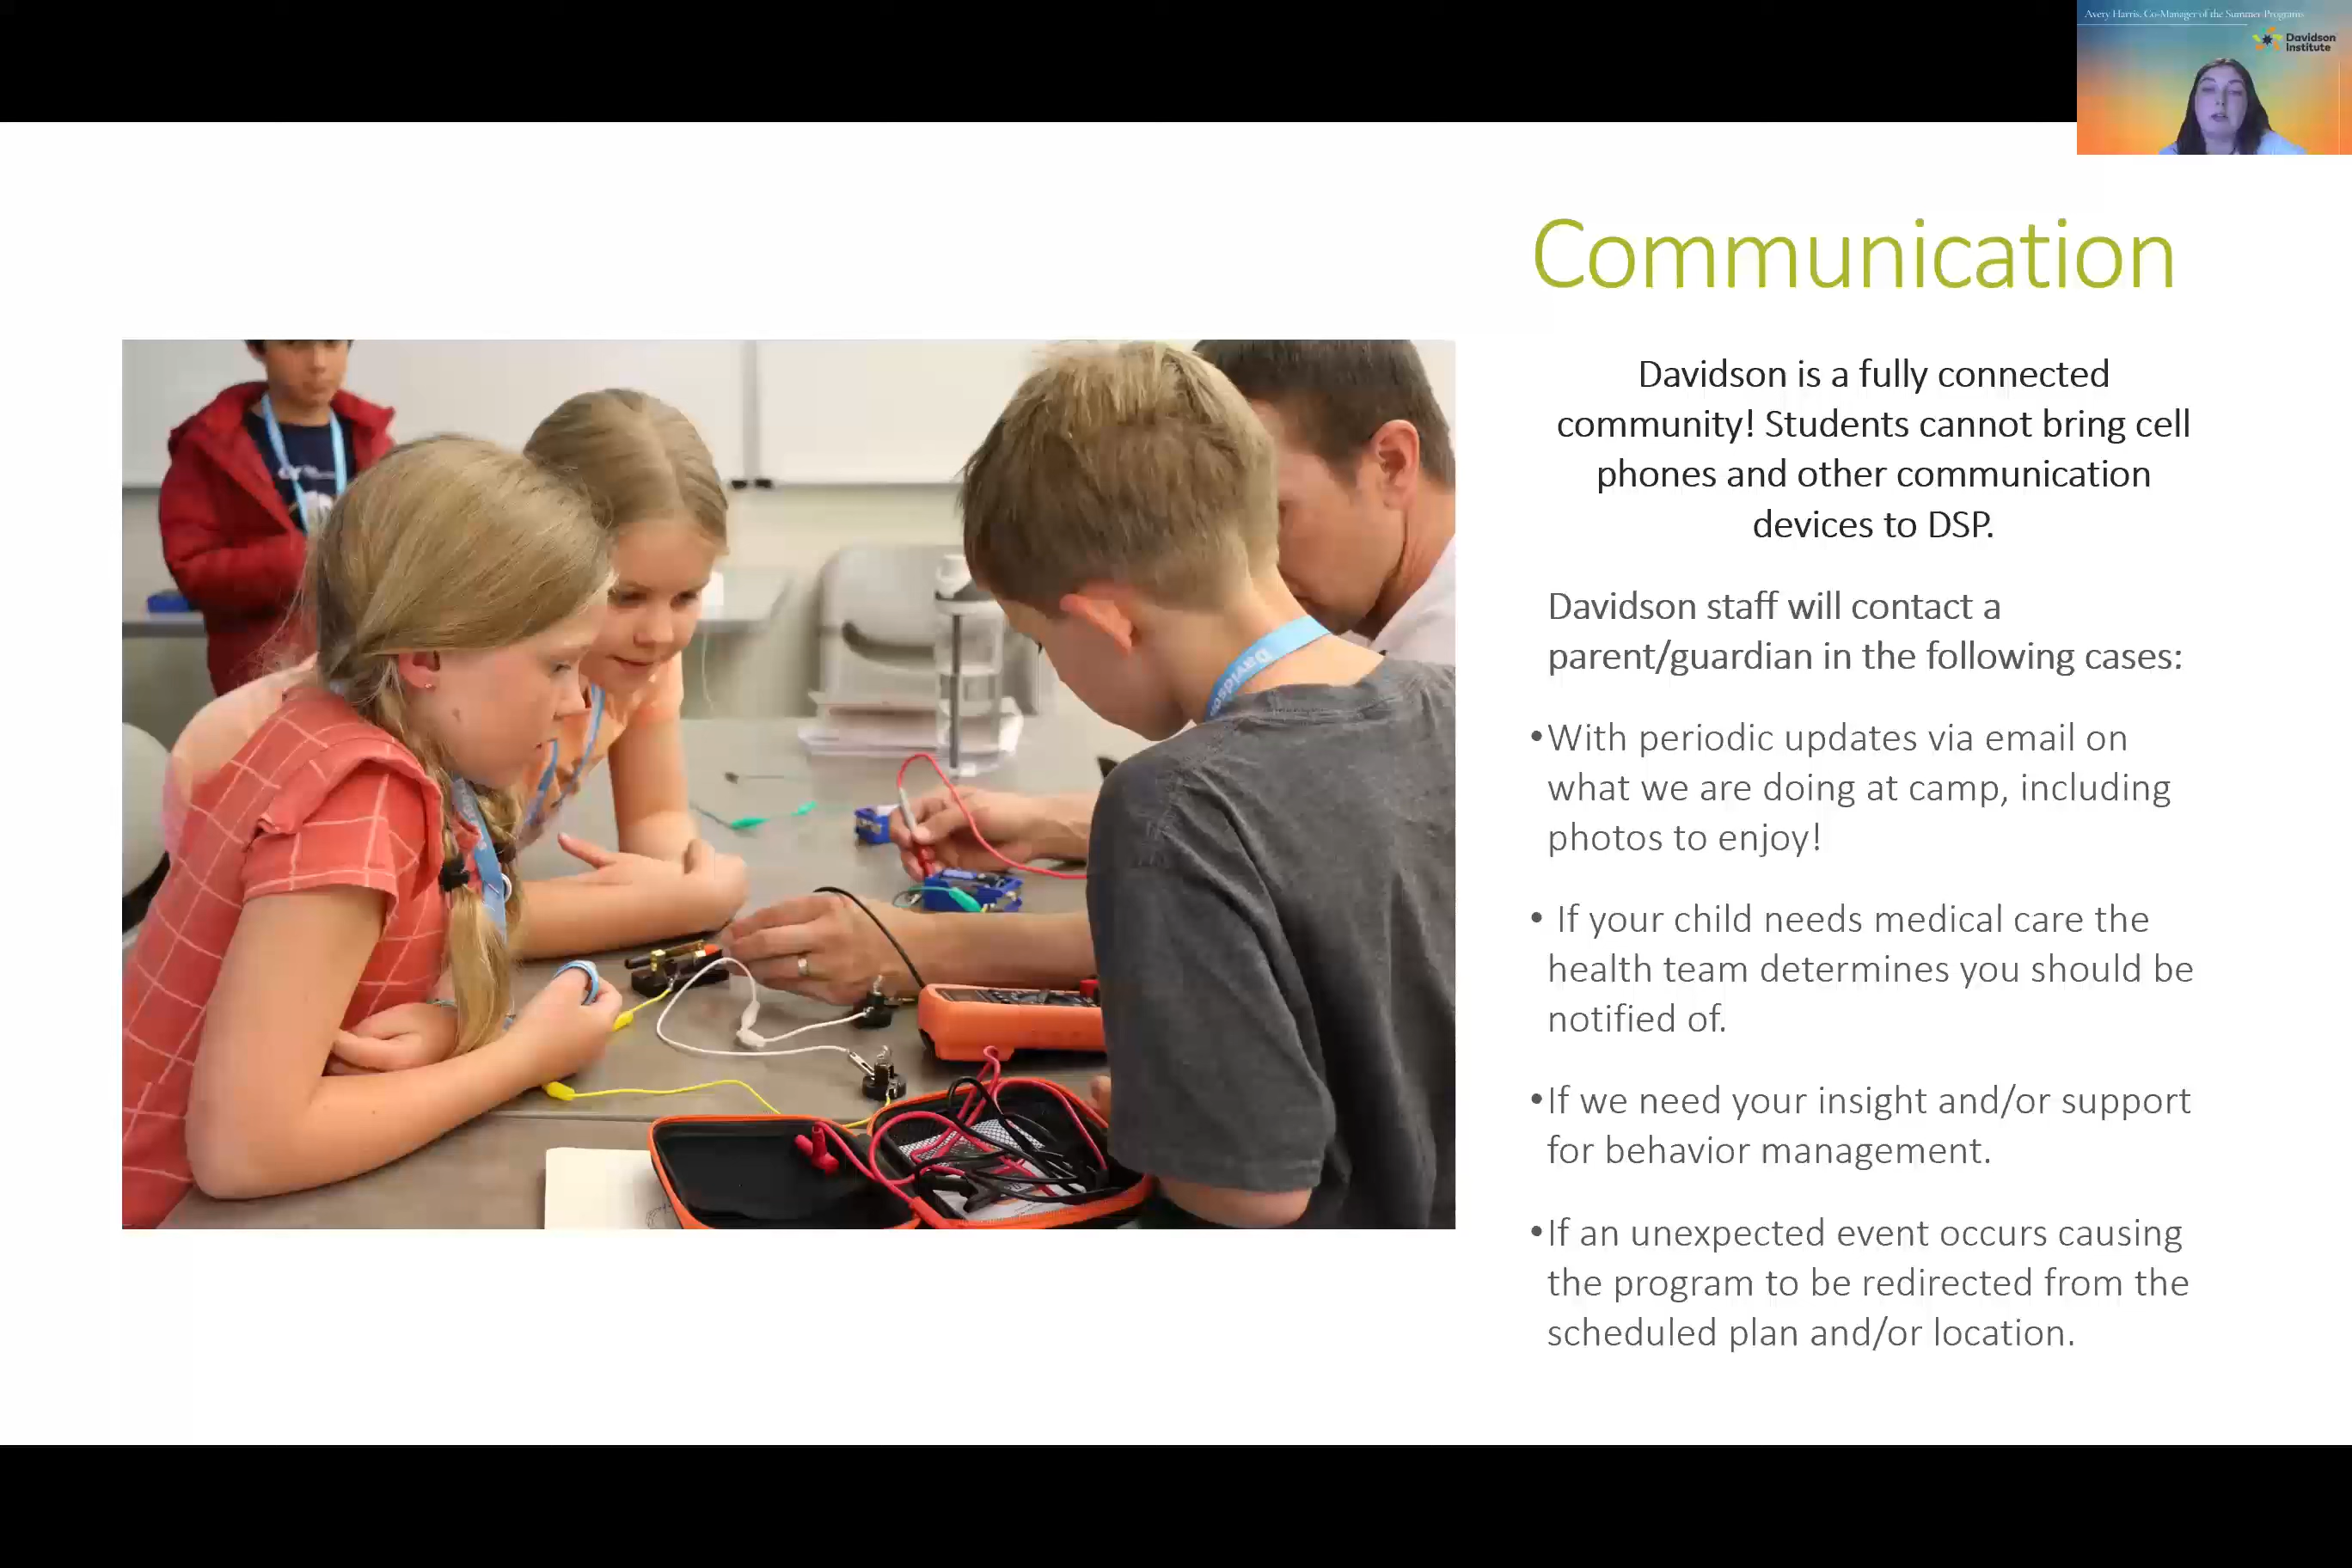 Avery Harris, Co-Manager of the Summer Programs
Davidson
Institute
Communication
Davidson is a fully connected
community! Students cannot bring cell
phones and other communication
devices to DSP.
Davidson staff will contact a
parent/guardian in the following cases:
•With periodic updates via email on
what we are doing at camp, including
photos to enjoy!
• If your child needs medical care the
health team determines you should be
notified of.
•If we need your insight and/or support
for behavior management.
•If an unexpected event occurs causing
the program to be redirected from the
scheduled plan and/or location.